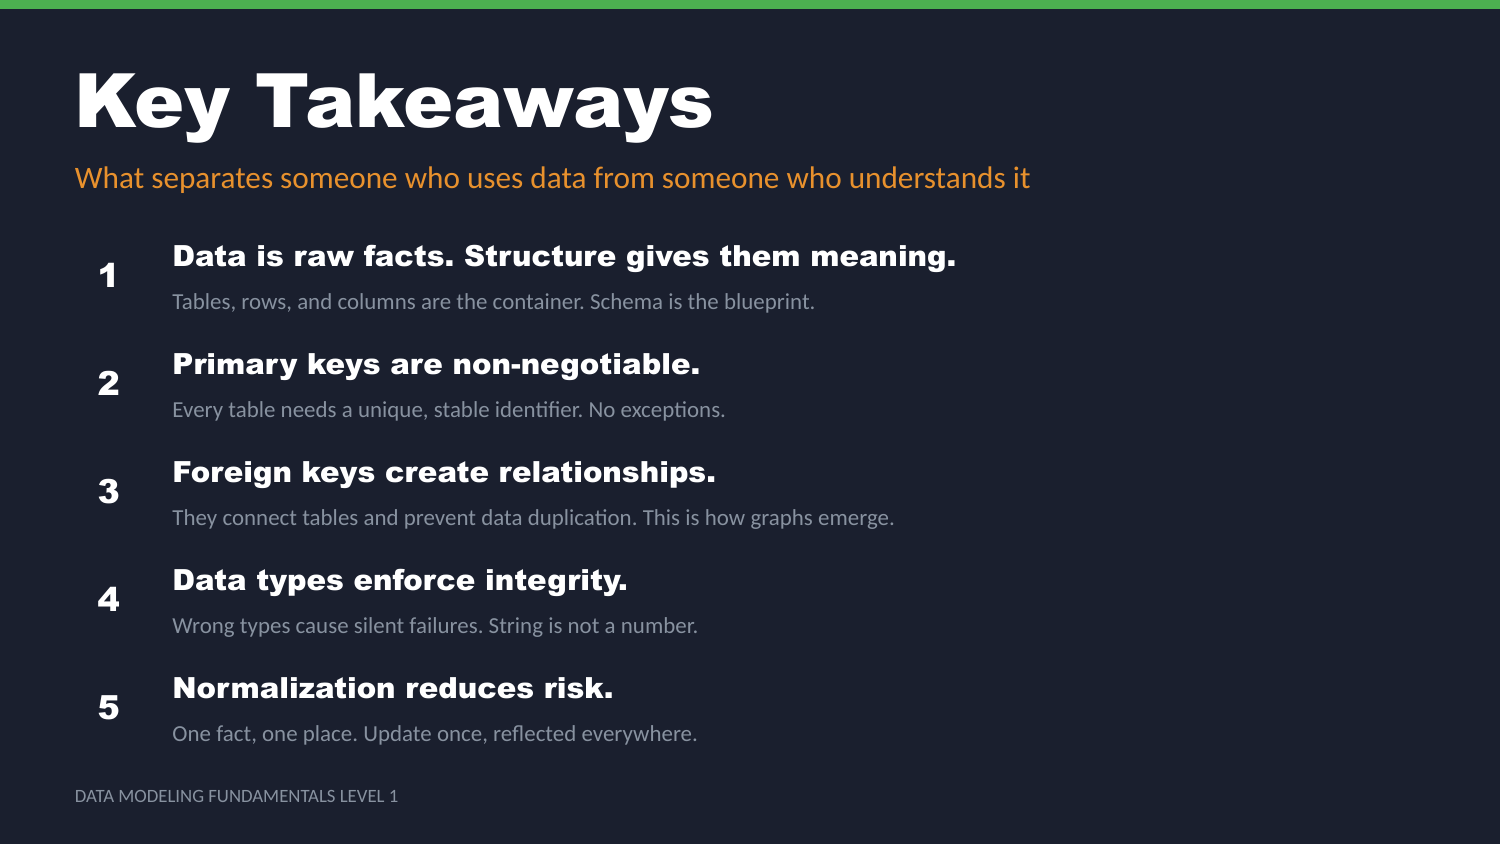 Key Takeaways
What separates someone who uses data from someone who understands it
1
Data is raw facts. Structure gives them meaning.
Tables, rows, and columns are the container. Schema is the blueprint.
2
Primary keys are non-negotiable.
Every table needs a unique, stable identifier. No exceptions.
3
Foreign keys create relationships.
They connect tables and prevent data duplication. This is how graphs emerge.
4
Data types enforce integrity.
Wrong types cause silent failures. String is not a number.
5
Normalization reduces risk.
One fact, one place. Update once, reflected everywhere.
DATA MODELING FUNDAMENTALS LEVEL 1